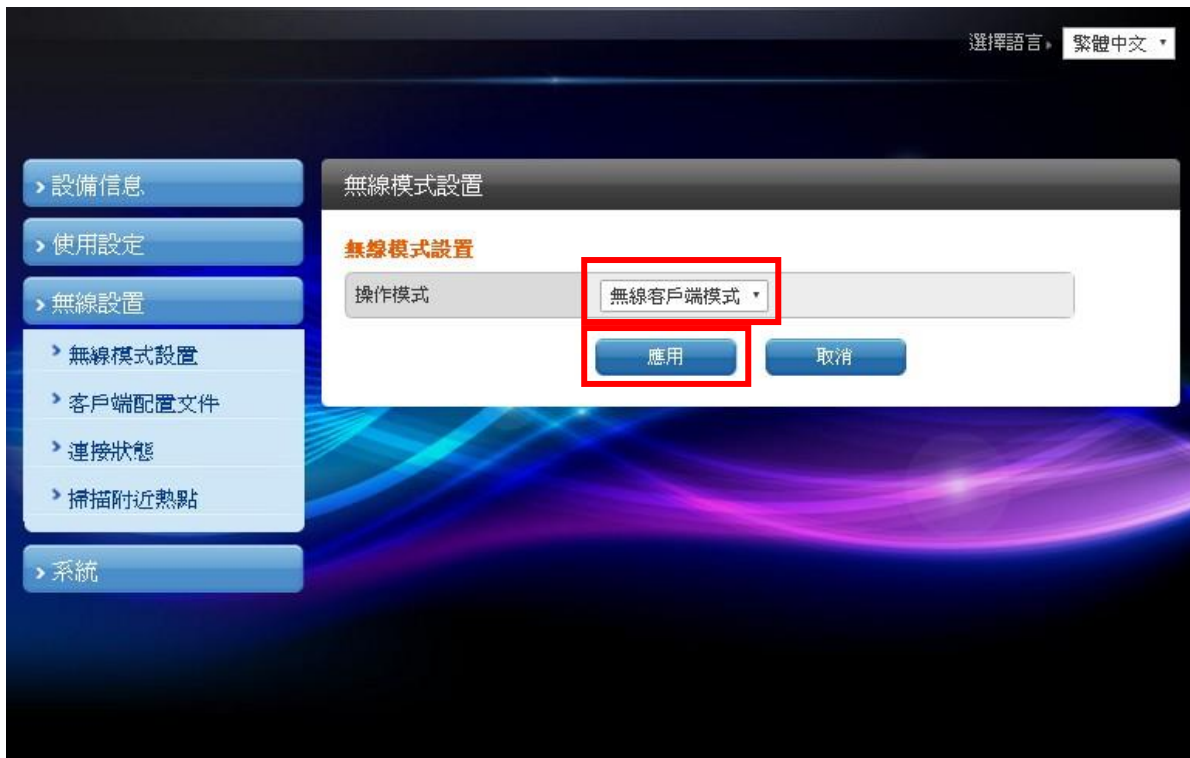 選擇語言
繁體中文
設備信息
使用設定
無線設置
無線模式設置
客戶端配置文件
連接狀態
掃描附近熱點
系統
無線模式設置
無線模式設置
操作模式
無線客戶端模式
應用 取消